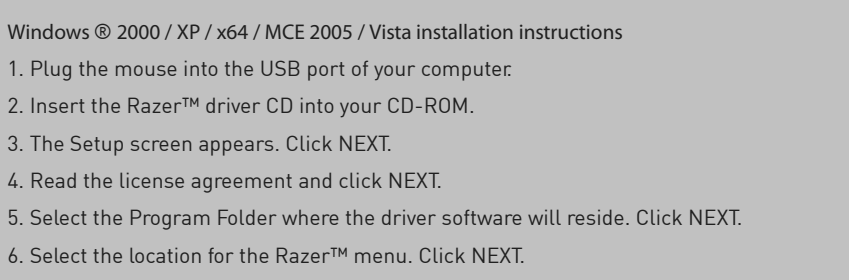 Windows ® 2000 / XP / x64 / MCE 2005 / Vista installation instructions
1. Plug the mouse into the USB port of your computer.
2. Insert the Razer™ driver CD into your CD-ROM.
3. The Setup screen appears. Click NEXT.
4. Read the license agreement and click NEXT.
5. Select the Program Folder where the driver software will reside. Click NEXT.
6. Select the location for the Razer™ menu. Click NEXT.